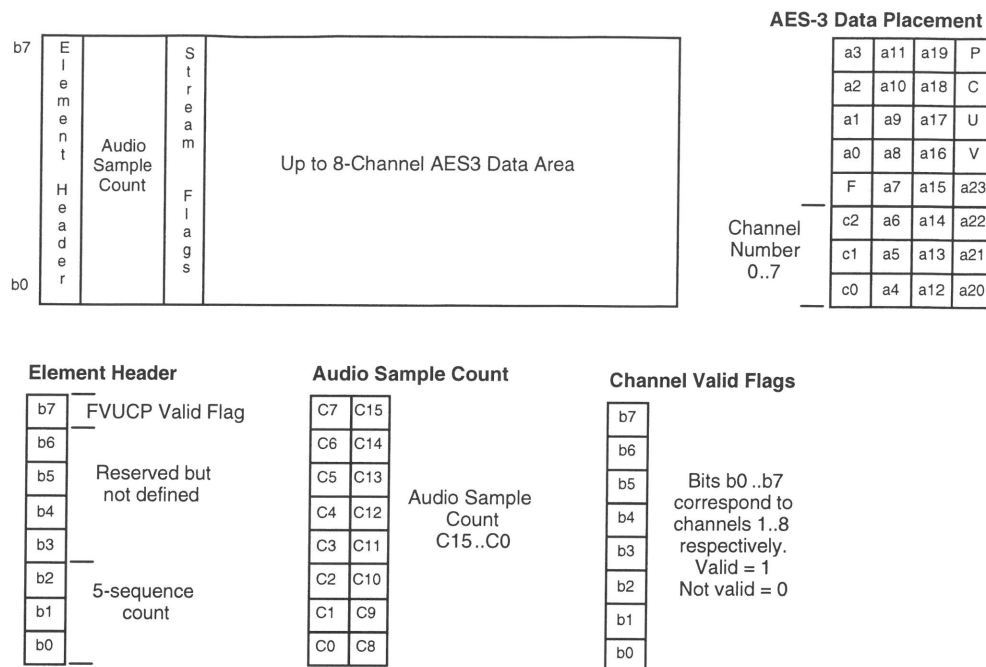 AES-3 Data Placement
b7
b0
Element Header
Audio
Sample
Count
Stream Flags
Up to 8-Channel AES3 Data Area
a3 a11 a19 P
a2 a10 a18 C
a1 a9 a17 U
a0 a8 a16 V
F a7 a15 a23
c2 a6 a14 a22
c1 a5 a13 a21
c0 a4 a12 a20
Channel
Number
0..7
Element Header
b7
b6
b5
b4
b3
b2
b1
b0
FVUCP Valid Flag
Reserved but
not defined
5-sequence
count
Audio Sample Count
C7 C15
C6 C14
C5 C13
C4 C12
C3 C11
C2 C10
C1 C9
C0 C8
Audio Sample
Count
C15..C0
Channel Valid Flags
b7
b6
b5
b4
b3
b2
b1
b0
Bits b0 ..b7
correspond to
channels 1..8
respectively.
Valid = 1
Not valid = 0